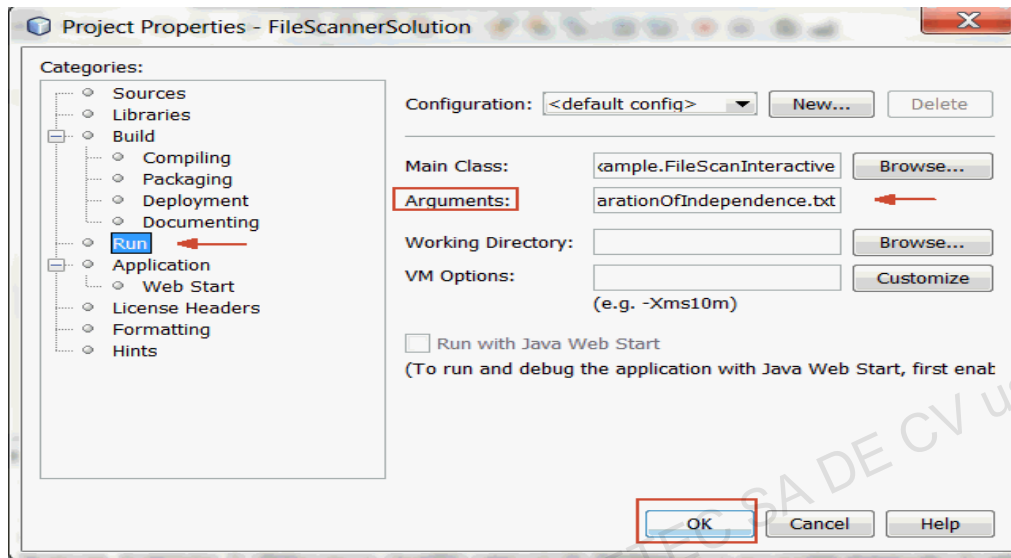 Project Properties - FileScannerSolution
Categories:
Sources
Libraries
Build
Compiling
Packaging
Deployment
Documenting
Run
Application
Web Start
License Headers
Formatting
Hints
Configuration: <default config> New... Delete
Main Class: xample.FileScanInteractive Browse...
Arguments: arationOfIndependence.txt
Working Directory: Browse...
VM Options: Customize
(e.g. -Xms10m)
Run with Java Web Start
(To run and debug the application with Java Web Start, first enab
OK Cancel Help
SA DE CV